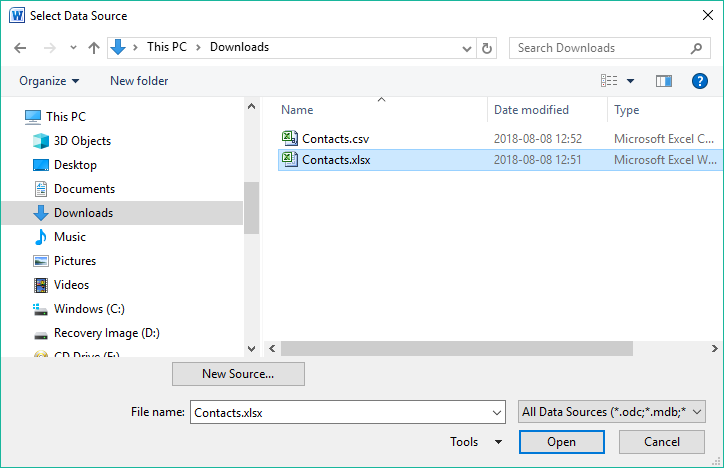 Select Data Source
This PC > Downloads
Search Downloads
Organize
New folder
This PC
3D Objects
Desktop
Documents
Downloads
Music
Pictures
Videos
Windows (C:)
Recovery Image (D:)
CD Drive (F:)
Name Date modified Type
Contacts.csv 2018-08-08 12:52 Microsoft Excel C...
Contacts.xlsx 2018-08-08 12:51 Microsoft Excel W...
New Source...
File name: Contacts.xlsx All Data Sources (*.odc;*.mdb;*
Tools Open Cancel